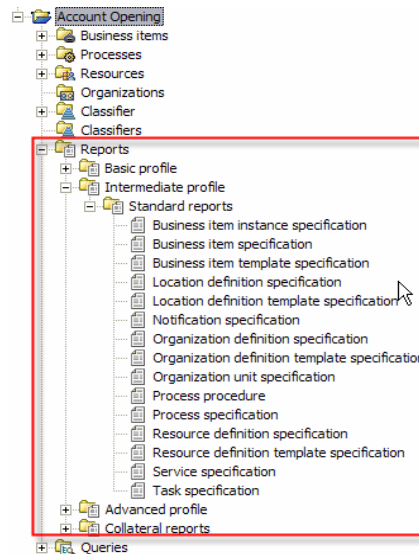 Account Opening
Business items
Processes
Resources
Organizations
Classifier
Classifiers
Reports
Basic profile
Intermediate profile
Standard reports
Business item instance specification
Business item specification
Business item template specification
Location definition specification
Location definition template specification
Notification specification
Organization definition specification
Organization definition template specification
Organization unit specification
Process procedure
Process specification
Resource definition specification
Resource definition template specification
Service specification
Task specification
Advanced profile
Collateral reports
Queries